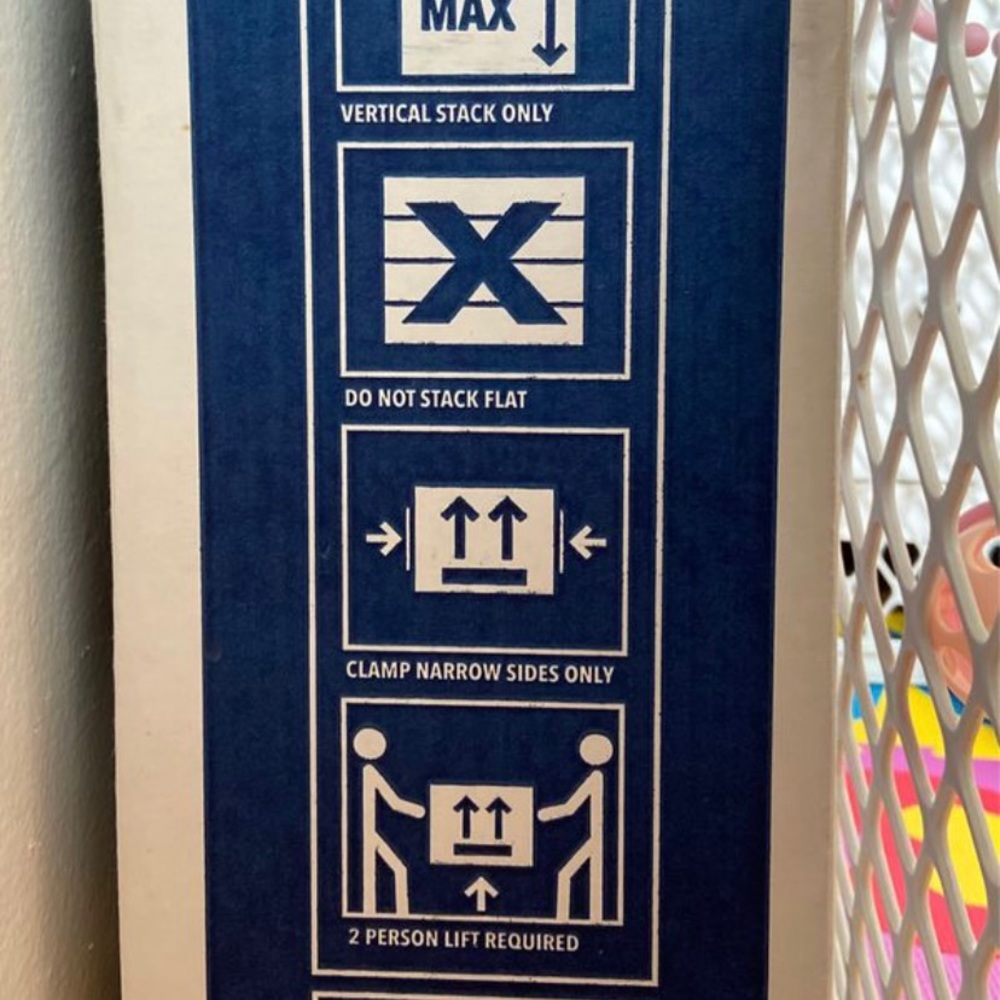 MAX
VERTICAL STACK ONLY
DO NOT STACK FLAT
CLAMP NARROW SIDES ONLY
2 PERSON LIFT REQUIRED